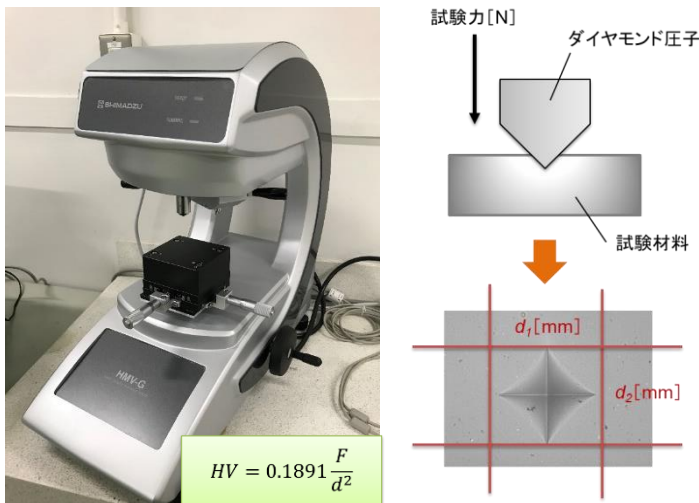 SHIMADZU
HMV-G
HV = 0.1891 F/d²
試験力[N]
ダイヤモンド圧子
試験材料
d₁[mm]
d₂[mm]